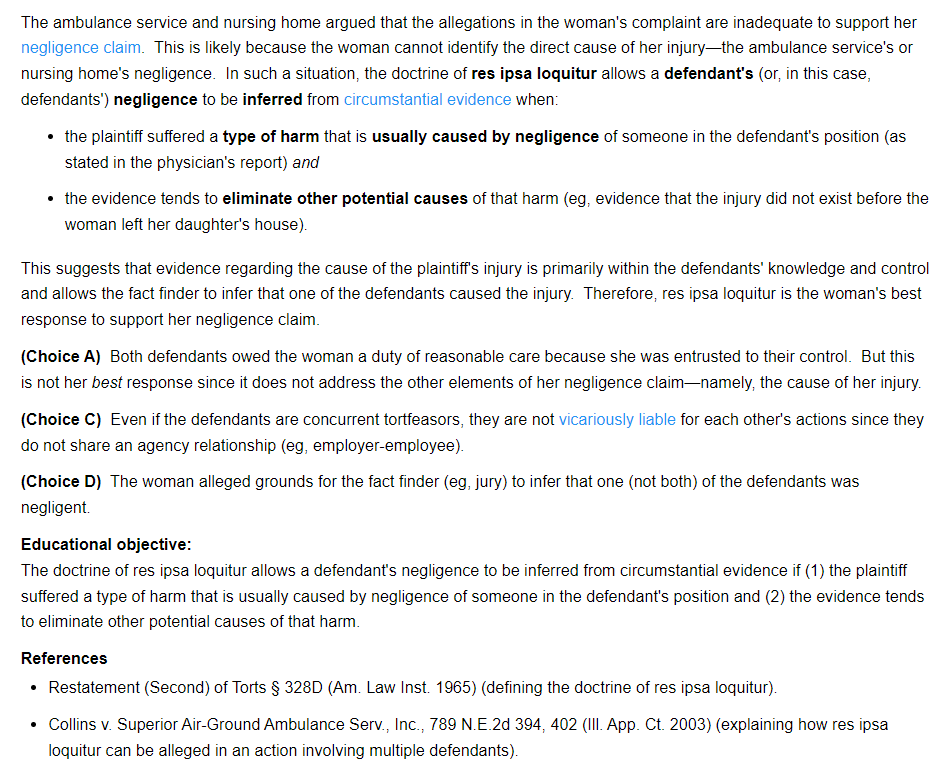 The ambulance service and nursing home argued that the allegations in the woman's complaint are inadequate to support her
negligence claim.  This is likely because the woman cannot identify the direct cause of her injury—the ambulance service's or
nursing home's negligence.  In such a situation, the doctrine of res ipsa loquitur allows a defendant's (or, in this case,
defendants') negligence to be inferred from circumstantial evidence when:
• the plaintiff suffered a type of harm that is usually caused by negligence of someone in the defendant's position (as
stated in the physician's report) and
• the evidence tends to eliminate other potential causes of that harm (eg, evidence that the injury did not exist before the
woman left her daughter's house).
This suggests that evidence regarding the cause of the plaintiff's injury is primarily within the defendants' knowledge and control
and allows the fact finder to infer that one of the defendants caused the injury.  Therefore, res ipsa loquitur is the woman's best
response to support her negligence claim.
(Choice A)  Both defendants owed the woman a duty of reasonable care because she was entrusted to their control.  But this
is not her best response since it does not address the other elements of her negligence claim—namely, the cause of her injury.
(Choice C)  Even if the defendants are concurrent tortfeasors, they are not vicariously liable for each other's actions since they
do not share an agency relationship (eg, employer-employee).
(Choice D)  The woman alleged grounds for the fact finder (eg, jury) to infer that one (not both) of the defendants was
negligent.
Educational objective:
The doctrine of res ipsa loquitur allows a defendant's negligence to be inferred from circumstantial evidence if (1) the plaintiff
suffered a type of harm that is usually caused by negligence of someone in the defendant's position and (2) the evidence tends
to eliminate other potential causes of that harm.
References
• Restatement (Second) of Torts § 328D (Am. Law Inst. 1965) (defining the doctrine of res ipsa loquitur).
• Collins v. Superior Air-Ground Ambulance Serv., Inc., 789 N.E.2d 394, 402 (Ill. App. Ct. 2003) (explaining how res ipsa
loquitur can be alleged in an action involving multiple defendants).